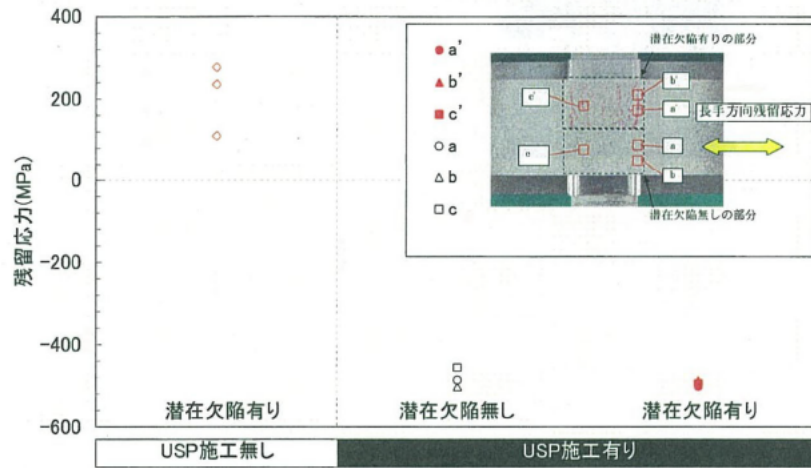 400
200
0
-200
-400
-600
残留応力(MPa)
a'
b'
c'
a
b
c
潜在欠陥有りの部分
c'
b'
a'
長手方向残留応力
c
a
b
潜在欠陥無しの部分
潜在欠陥有り
潜在欠陥無し
潜在欠陥有り
USP施工無し
USP施工有り